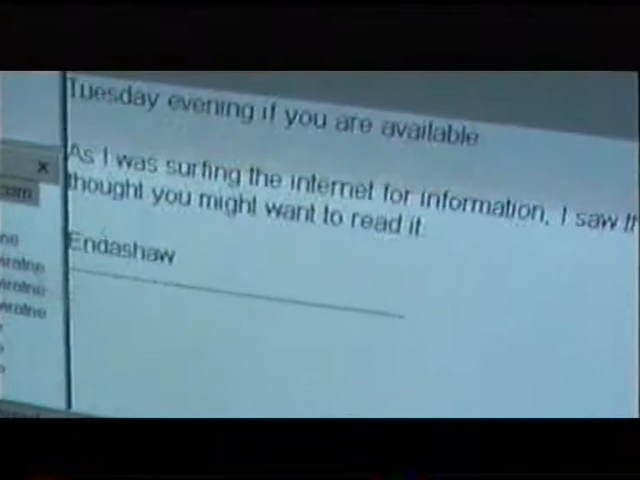 Tuesday evening if you are available
As I was surfing the internet for information, I saw
thought you might want to read it
Endashaw
com